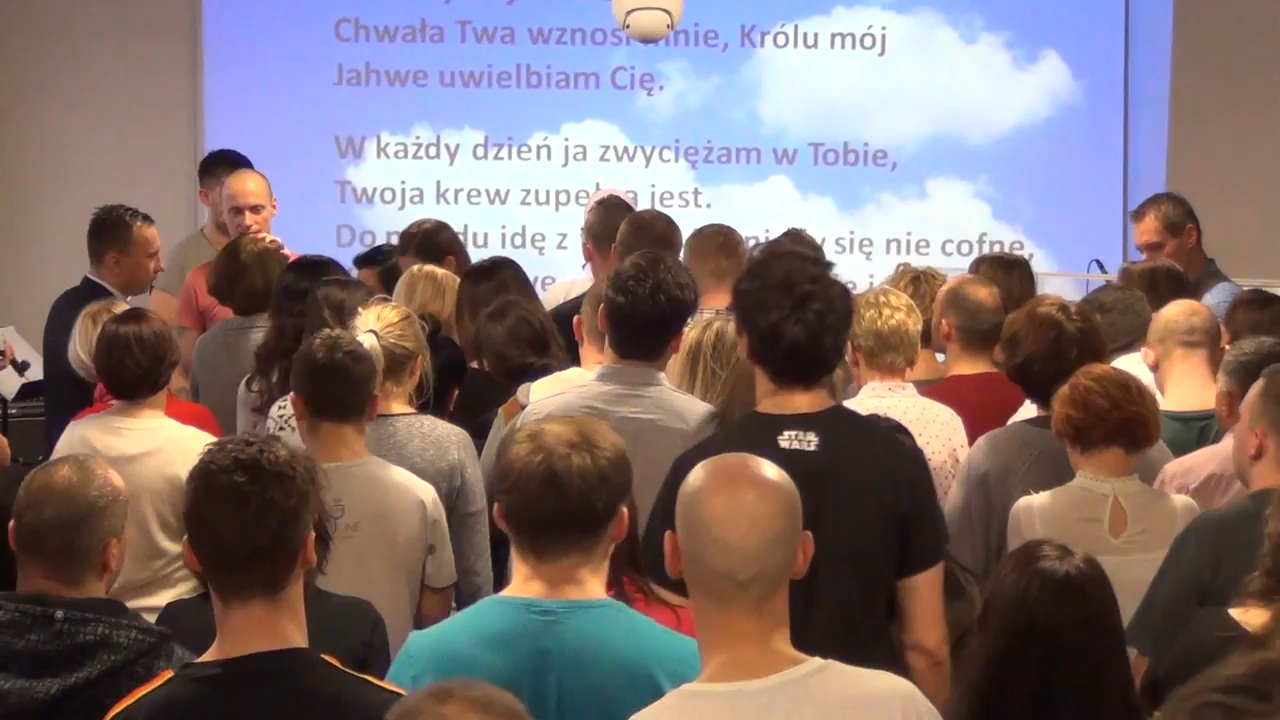 Chwała Twa wznosi mnie, Królu mój
Jahwe uwielbiam Cię.
W każdy dzień ja zwyciężam w Tobie,
Twoja krew zupełna jest.
Do idę z się nie cofnę,
STAR
WARS